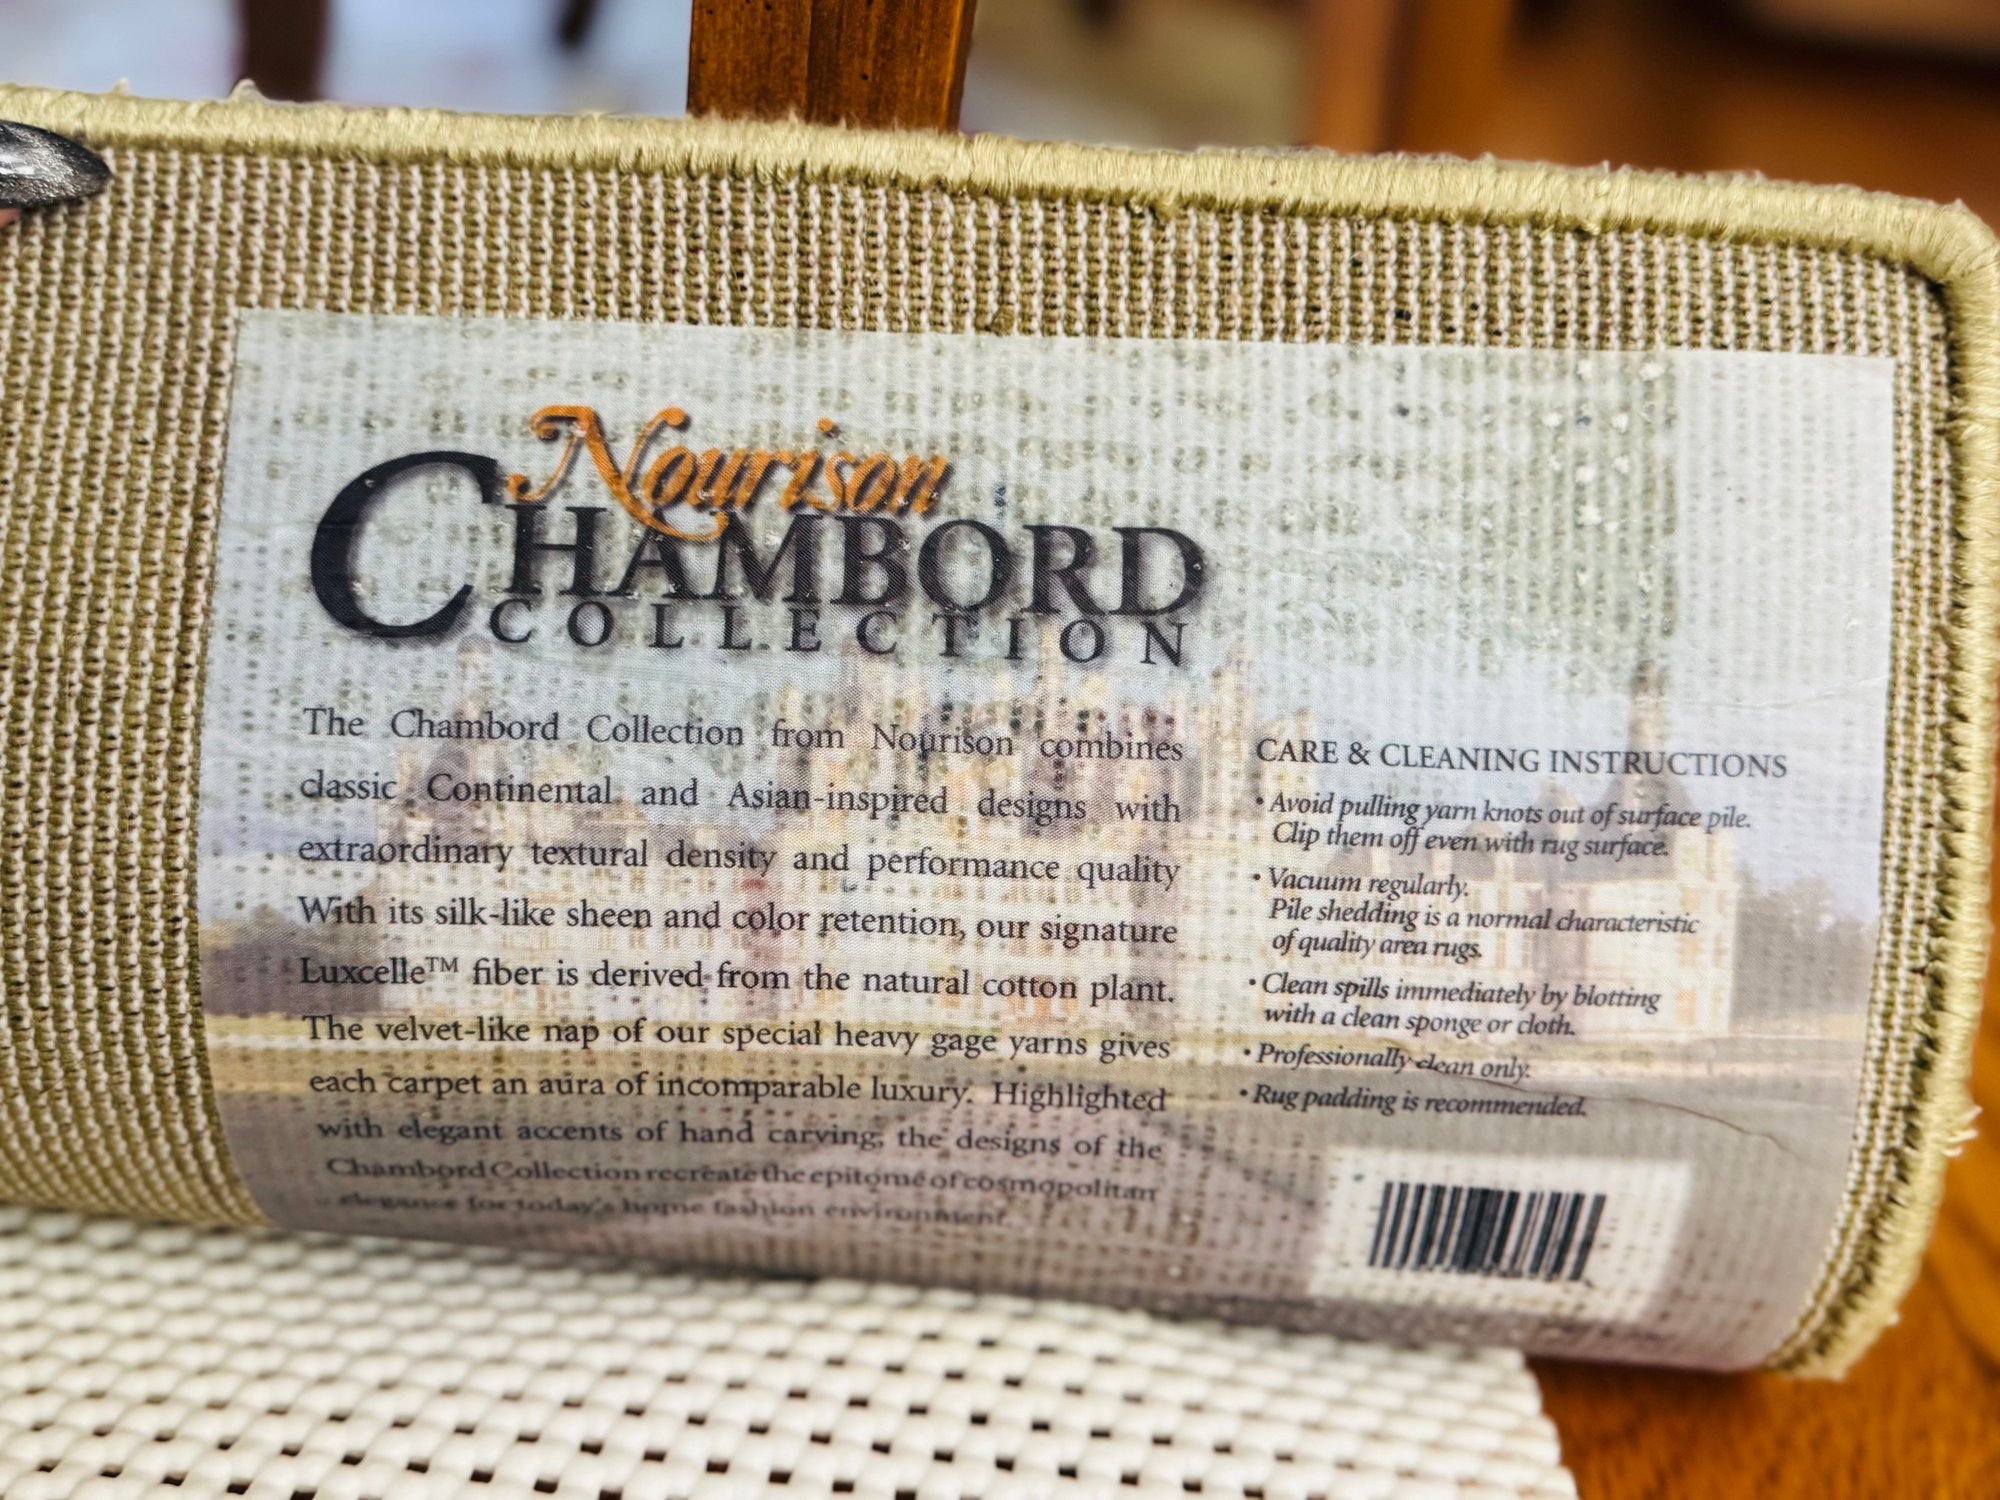 Nourison
CHAMBORD
COLLECTION
The Chambord Collection from Nourison combines
classic Continental and Asian-inspired designs with
extraordinary textural density and performance quality
With its silk-like sheen and color retention, our signature
Luxcelle™ fiber is derived from the natural cotton plant.
The velvet-like nap of our special heavy gage yarns gives
each carpet an aura of incomparable luxury. Highlighted
with elegant accents of hand carving, the designs of the
Chambord Collection recreate the epitome of cosmopolitan
elegance for today's home fashion environment.
CARE & CLEANING INSTRUCTIONS
• Avoid pulling yarn knots out of surface pile.
Clip them off even with rug surface.
• Vacuum regularly.
Pile shedding is a normal characteristic
of quality area rugs.
• Clean spills immediately by blotting
with a clean sponge or cloth.
• Professionally clean only.
• Rug padding is recommended.